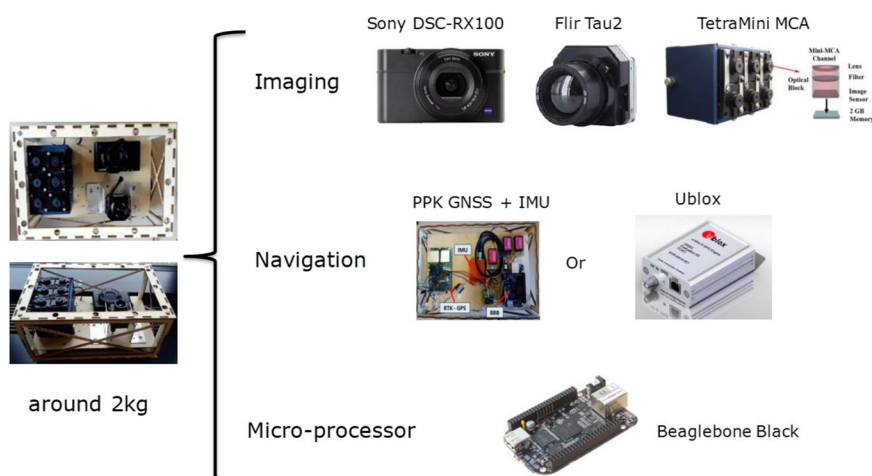 Sony DSC-RX100
Flir Tau2
TetraMini MCA
SONY
Mini-MCA
Channel
Optical
Block
Lens
Filter
Image
Sensor
2 GB
Memory
Imaging
PPK GNSS + IMU
Ublox
IMU
RTK - GPS
BBB
Navigation
Or
around 2kg
Micro-processor
Beaglebone Black